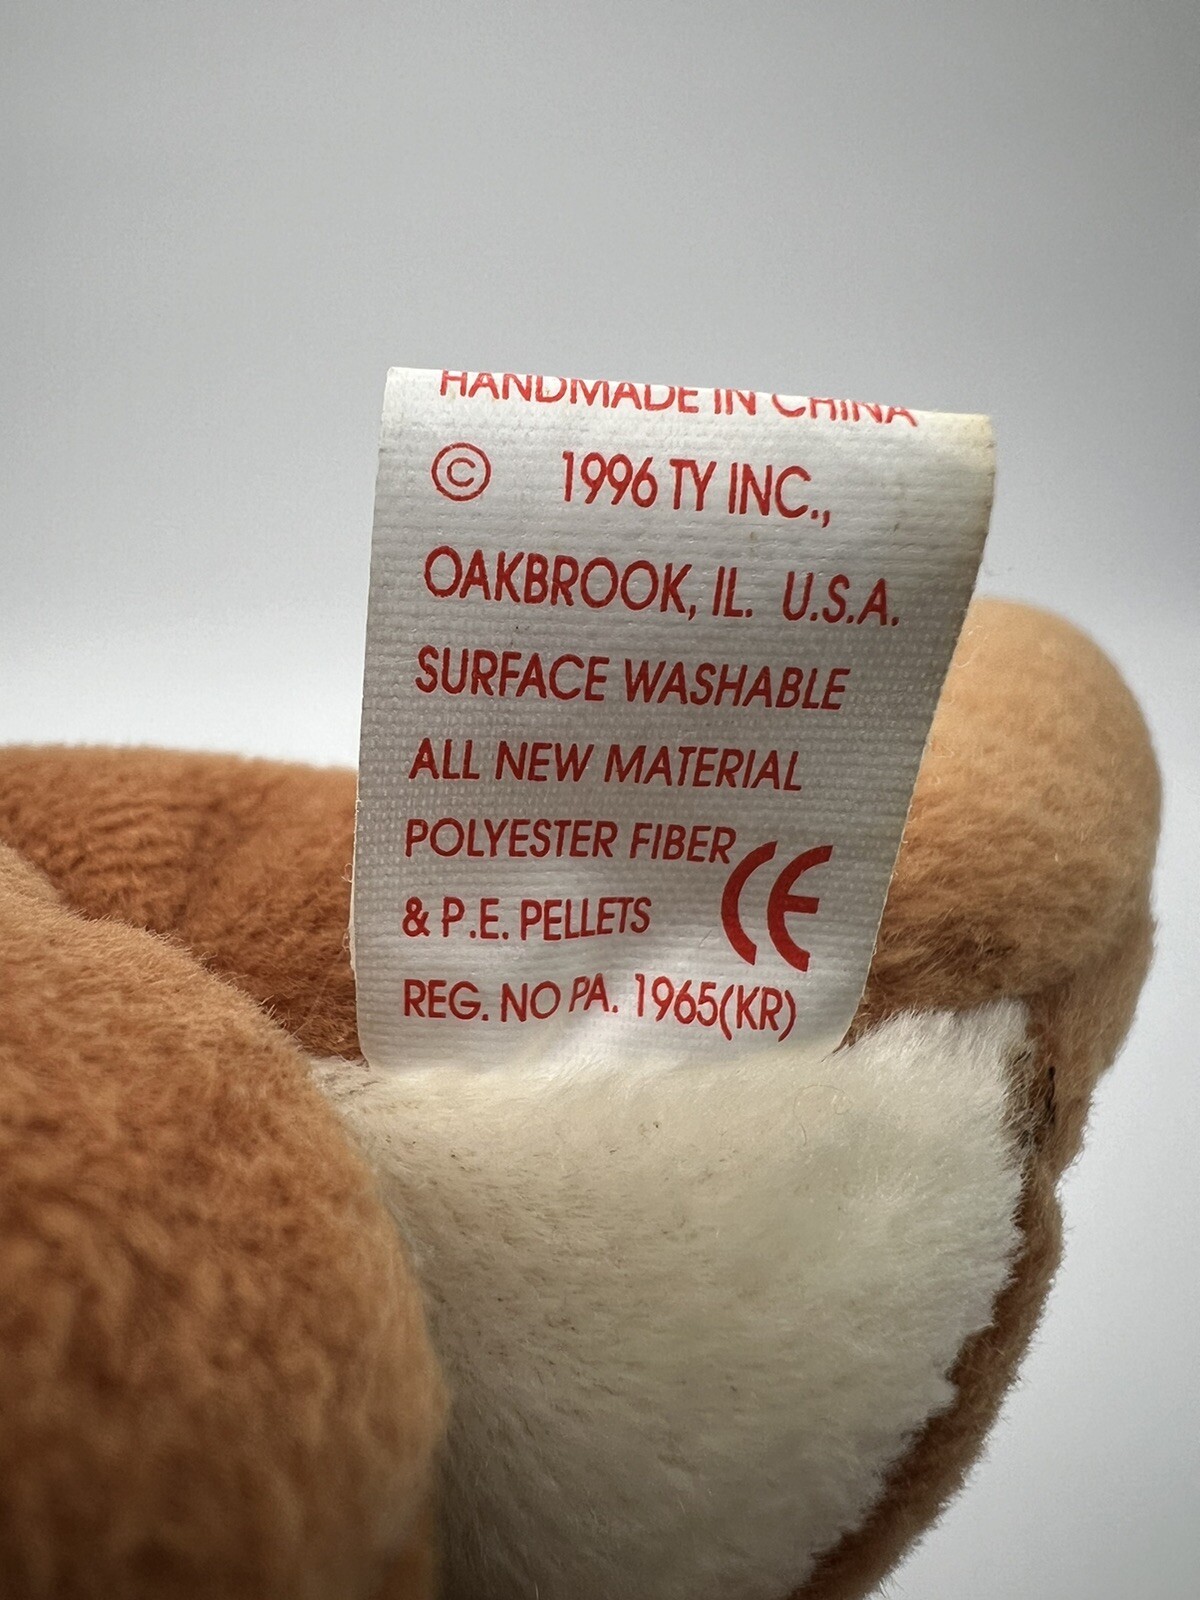 HANDMADE IN CHINA
© 1996 TY INC.,
OAKBROOK, IL. U.S.A.
SURFACE WASHABLE
ALL NEW MATERIAL
POLYESTER FIBER
& P.E. PELLETS CE
REG. NO PA. 1965(KR)